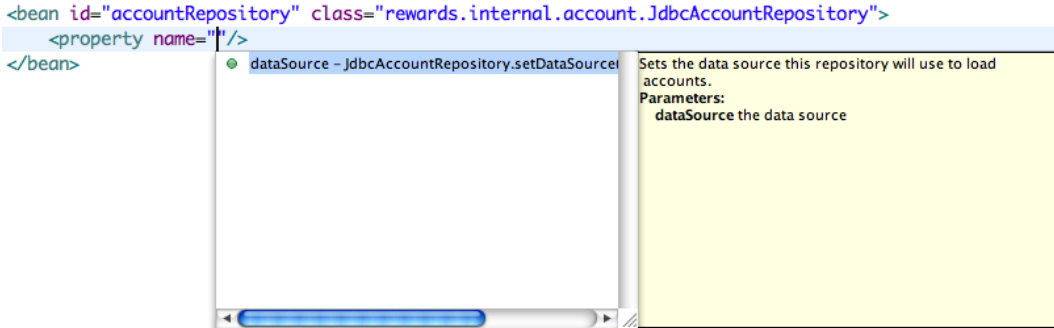 <bean id="accountRepository" class="rewards.internal.account.JdbcAccountRepository">
<property name=""/>
</bean>
dataSource – JdbcAccountRepository.setDataSource(
Sets the data source this repository will use to load
accounts.
Parameters:
dataSource the data source